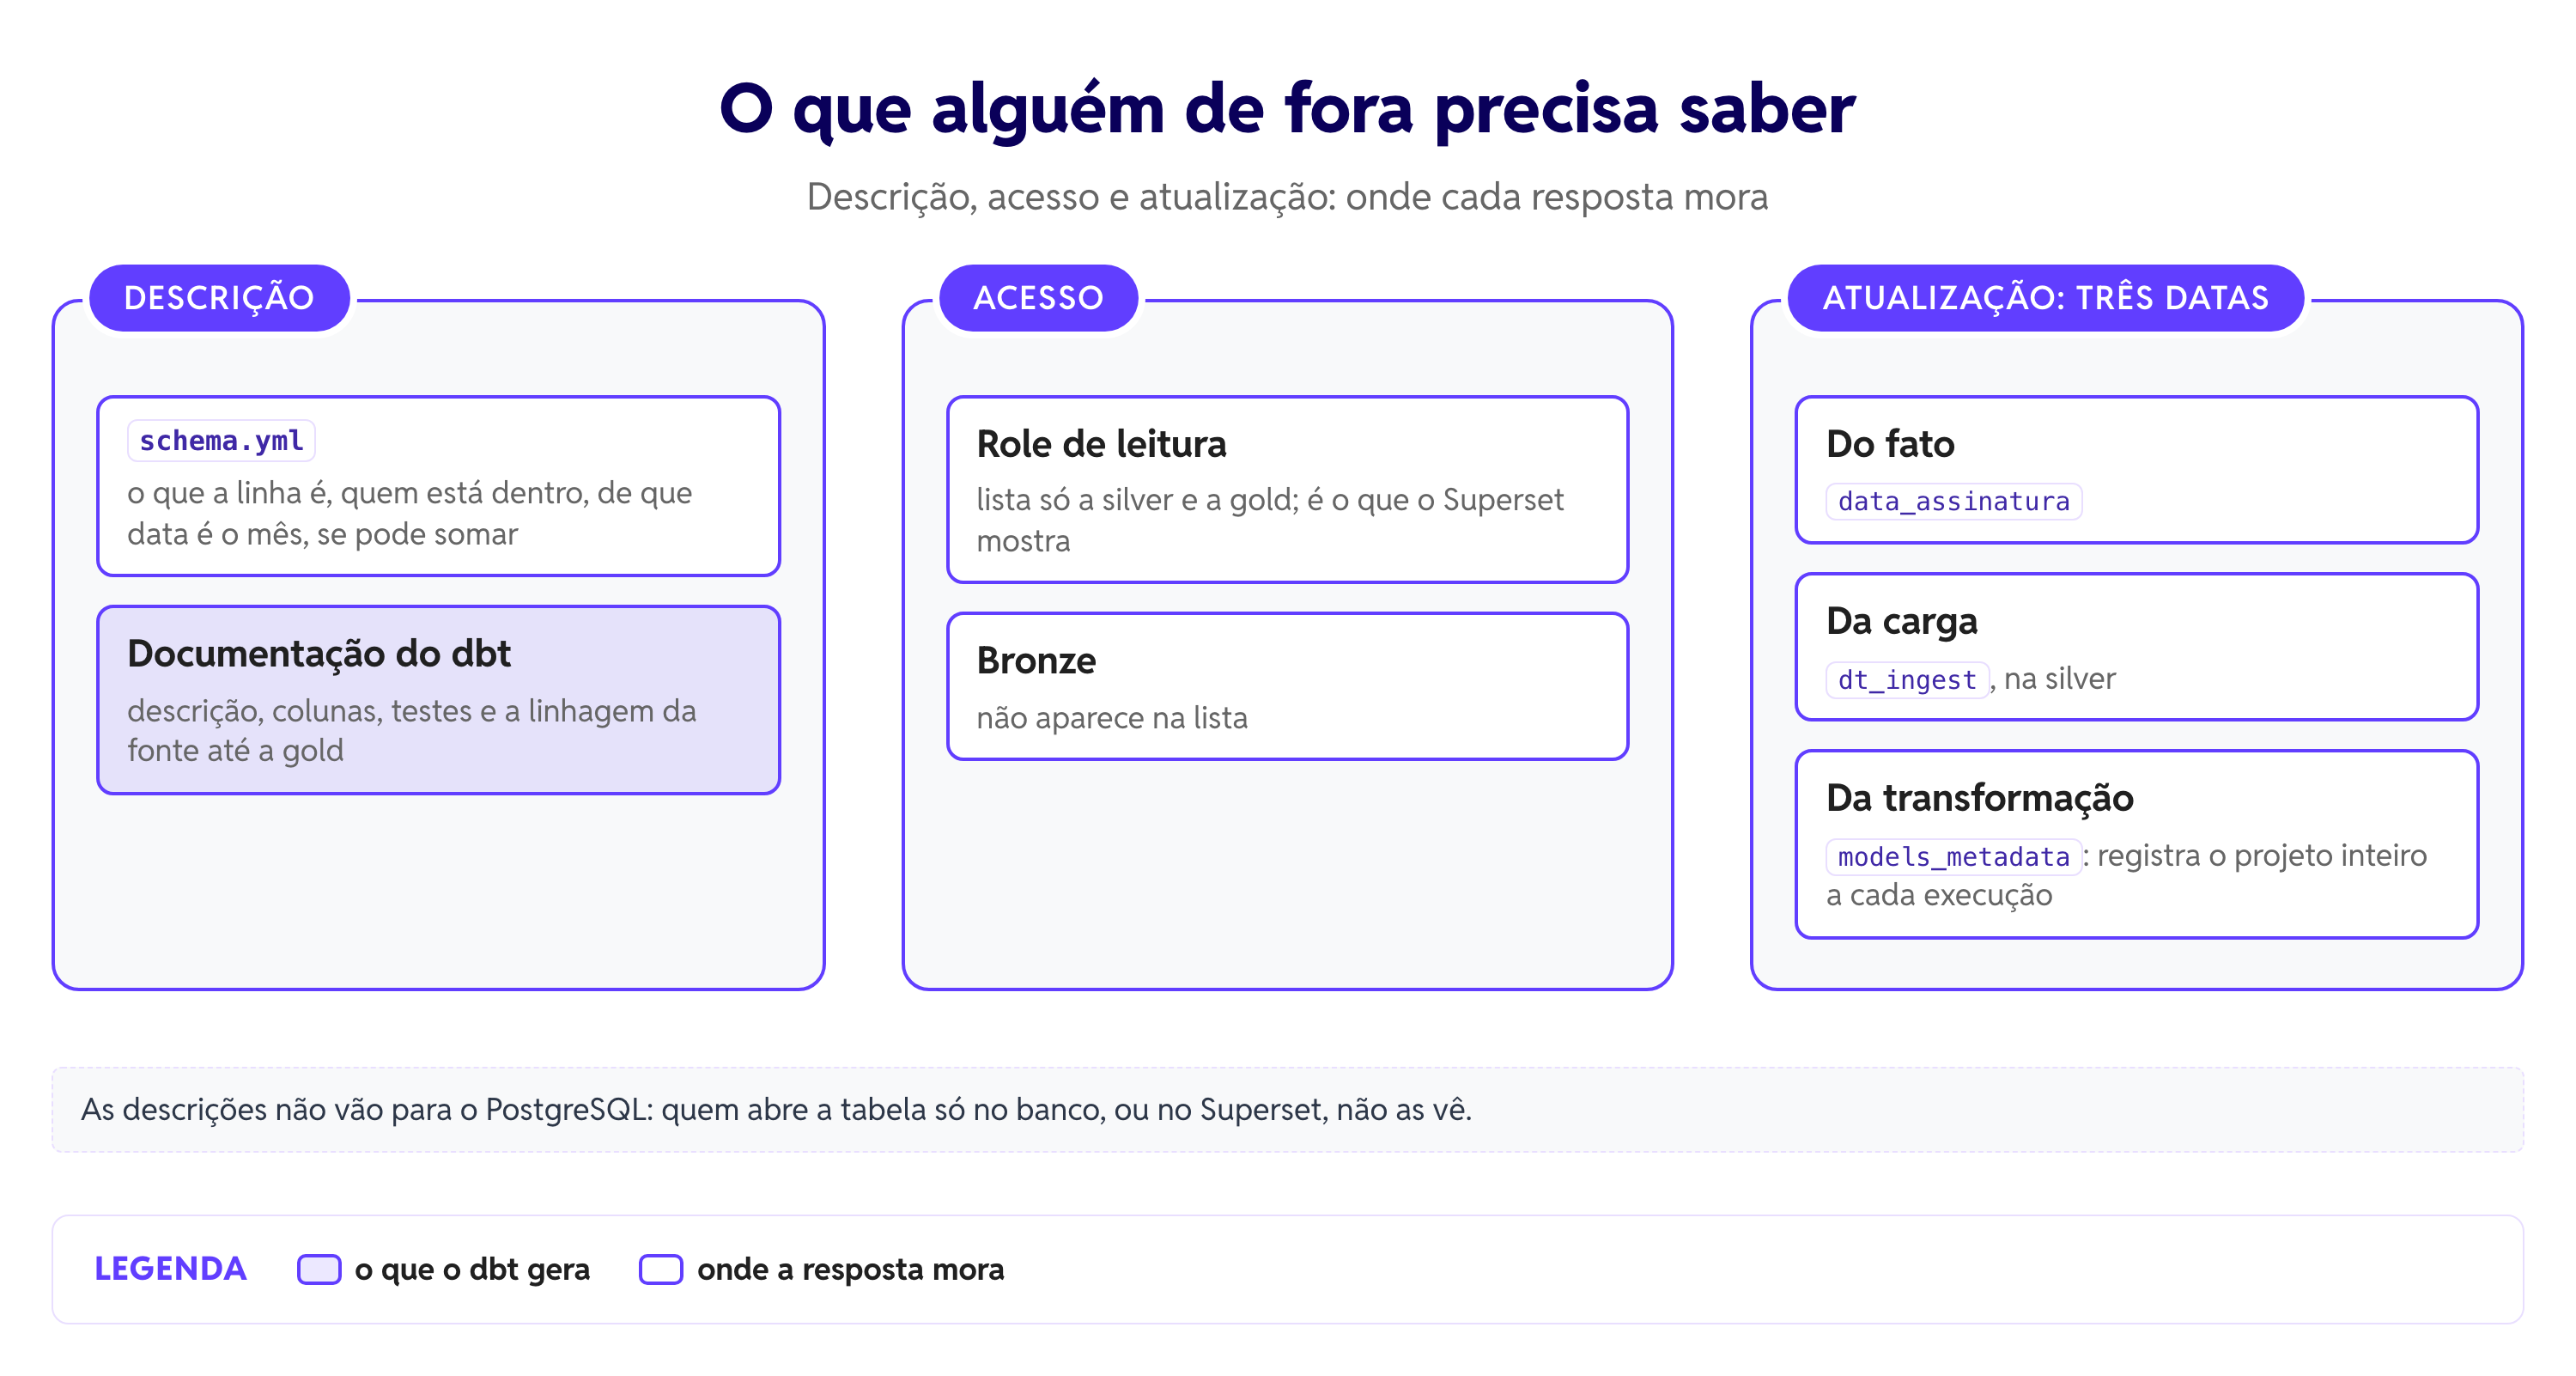 O que alguém de fora precisa saber
Descrição, acesso e atualização: onde cada resposta mora
DESCRIÇÃO
schema.yml
o que a linha é, quem está dentro, de que
data é o mês, se pode somar
Documentação do dbt
descrição, colunas, testes e a linhagem da
fonte até a gold
ACESSO
Role de leitura
lista só a silver e a gold; é o que o Superset
mostra
Bronze
não aparece na lista
ATUALIZAÇÃO: TRÊS DATAS
Do fato
data_assinatura
Da carga
dt_ingest, na silver
Da transformação
models_metadata: registra o projeto inteiro
a cada execução
As descrições não vão para o PostgreSQL: quem abre a tabela só no banco, ou no Superset, não as vê.
LEGENDA
o que o dbt gera
onde a resposta mora